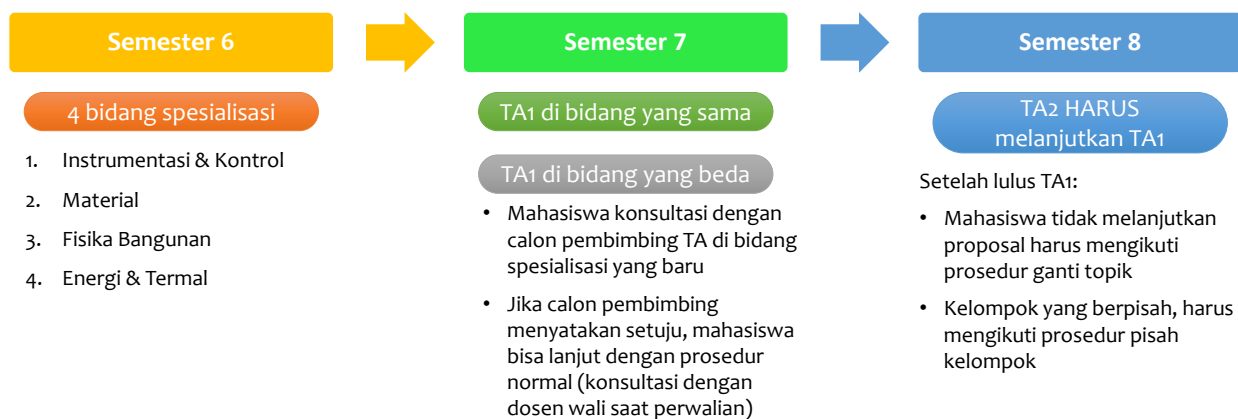 Semester 6
4 bidang spesialisasi
1. Instrumentasi & Kontrol
2. Material
3. Fisika Bangunan
4. Energi & Termal
Semester 7
TA1 di bidang yang sama
TA1 di bidang yang beda
• Mahasiswa konsultasi dengan
calon pembimbing TA di bidang
spesialisasi yang baru
• Jika calon pembimbing
menyatakan setuju, mahasiswa
bisa lanjut dengan prosedur
normal (konsultasi dengan
dosen wali saat perwalian)
Semester 8
TA2 HARUS
melanjutkan TA1
Setelah lulus TA1:
• Mahasiswa tidak melanjutkan
proposal harus mengikuti
prosedur ganti topik
• Kelompok yang berpisah, harus
mengikuti prosedur pisah
kelompok